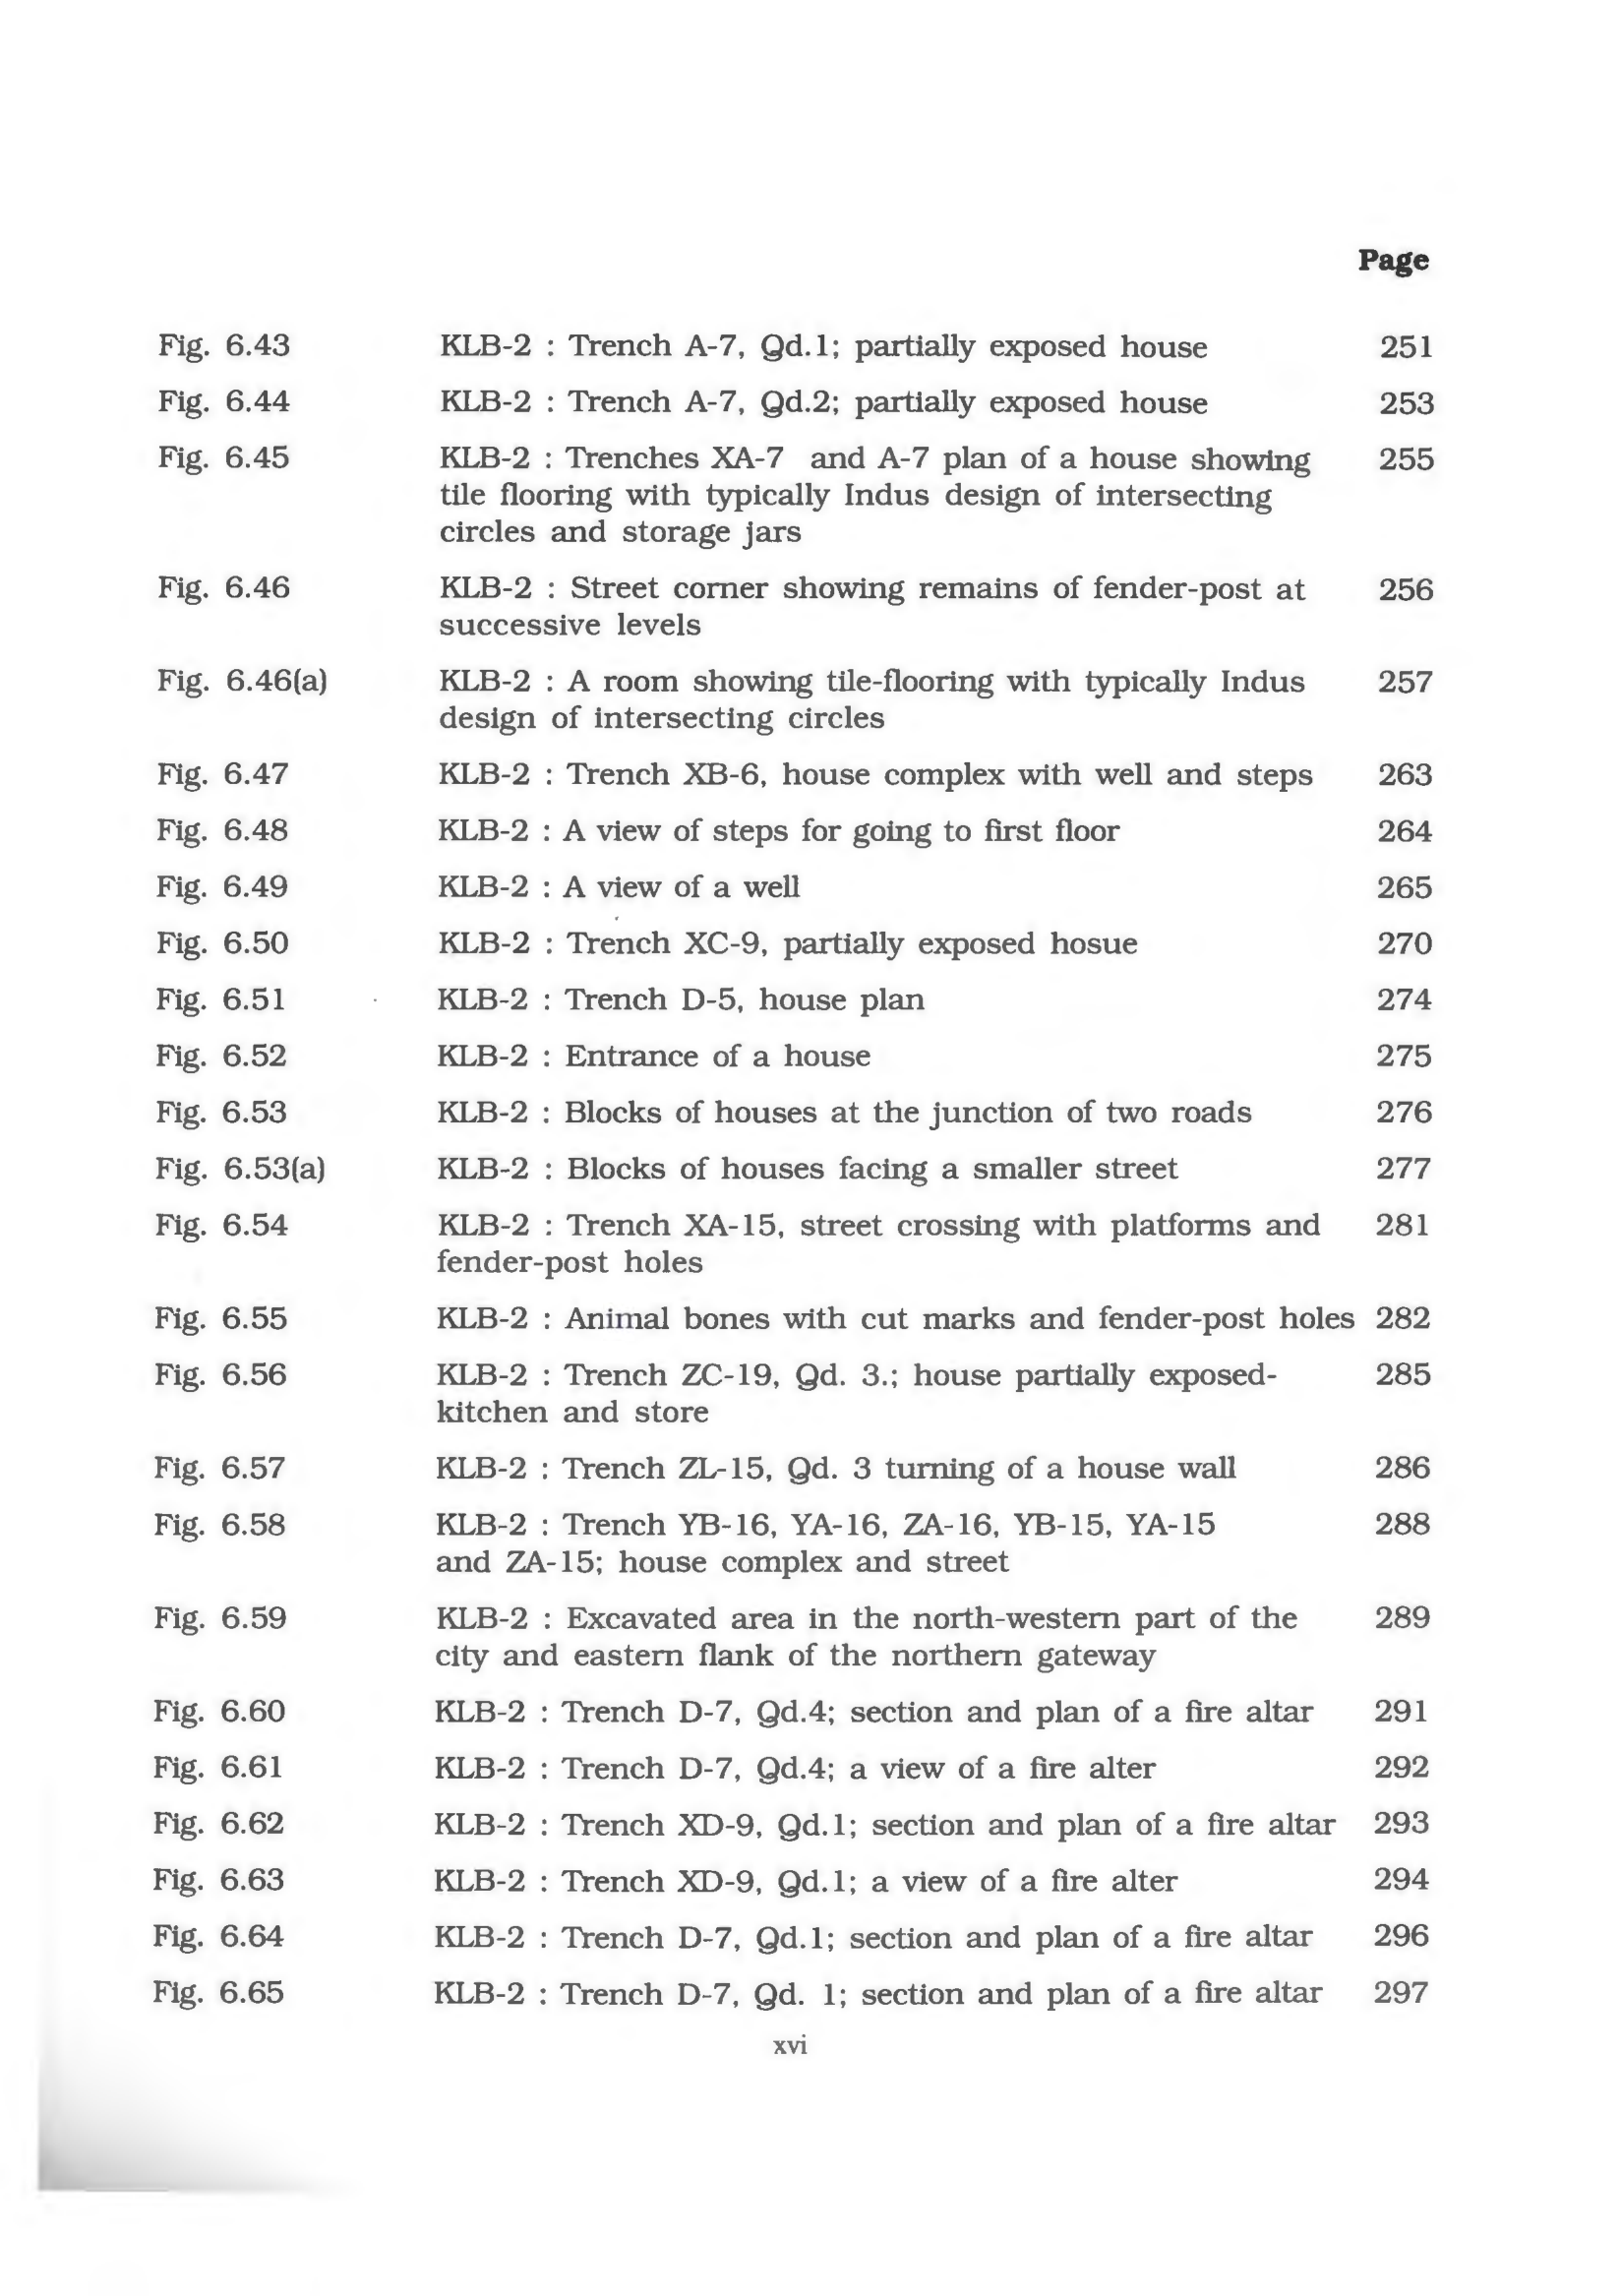 Page
Fig. 6.43 KLB-2 : Trench A-7, Qd.1; partially exposed house 251
Fig. 6.44 KLB-2 : Trench A-7, Qd.2; partially exposed house 253
Fig. 6.45 KLB-2 : Trenches XA-7 and A-7 plan of a house showing 255
tile flooring with typically Indus design of intersecting
circles and storage jars
Fig. 6.46 KLB-2 : Street corner showing remains of fender-post at 256
successive levels
Fig. 6.46(a) KLB-2 : A room showing tile-flooring with typically Indus 257
design of intersecting circles
Fig. 6.47 KLB-2 : Trench XB-6, house complex with well and steps 263
Fig. 6.48 KLB-2 : A view of steps for going to first floor 264
Fig. 6.49 KLB-2 : A view of a well 265
Fig. 6.50 KLB-2 : Trench XC-9, partially exposed hosue 270
Fig. 6.51 KLB-2 : Trench D-5, house plan 274
Fig. 6.52 KLB-2 : Entrance of a house 275
Fig. 6.53 KLB-2 : Blocks of houses at the junction of two roads 276
Fig. 6.53(a) KLB-2 : Blocks of houses facing a smaller street 277
Fig. 6.54 KLB-2 : Trench XA-15, street crossing with platforms and 281
fender-post holes
Fig. 6.55 KLB-2 : Animal bones with cut marks and fender-post holes 282
Fig. 6.56 KLB-2 : Trench ZC-19, Qd. 3.; house partially exposed- 285
kitchen and store
Fig. 6.57 KLB-2 : Trench ZL-15, Qd. 3 turning of a house wall 286
Fig. 6.58 KLB-2 : Trench YB-16, YA-16, ZA-16, YB-15, YA-15 288
and ZA-15; house complex and street
Fig. 6.59 KLB-2 : Excavated area in the north-western part of the 289
city and eastern flank of the northern gateway
Fig. 6.60 KLB-2 : Trench D-7, Qd.4; section and plan of a fire altar 291
Fig. 6.61 KLB-2 : Trench D-7, Qd.4; a view of a fire alter 292
Fig. 6.62 KLB-2 : Trench XD-9, Qd.1; section and plan of a fire altar 293
Fig. 6.63 KLB-2 : Trench XD-9, Qd.1; a view of a fire alter 294
Fig. 6.64 KLB-2 : Trench D-7, Qd.1; section and plan of a fire altar 296
Fig. 6.65 KLB-2 : Trench D-7, Qd. 1; section and plan of a fire altar 297
xvi